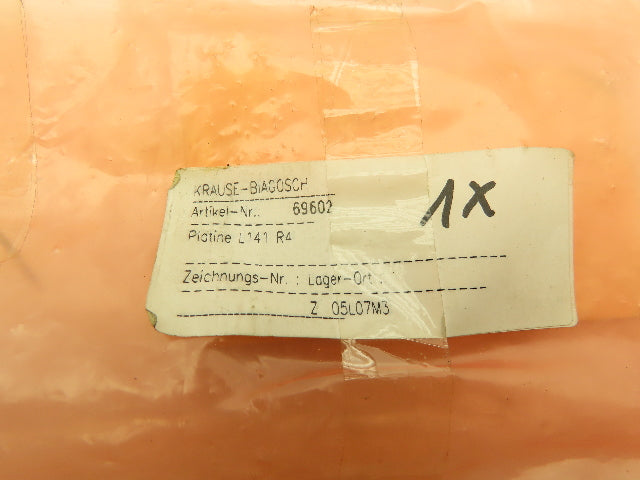 KRAUSE-BIAGOSCH
Artikel-Nr.: 69602
1X
Platine L141 R4
Zeichnungs-Nr.: Lager-Ort:
Z 05L07M3